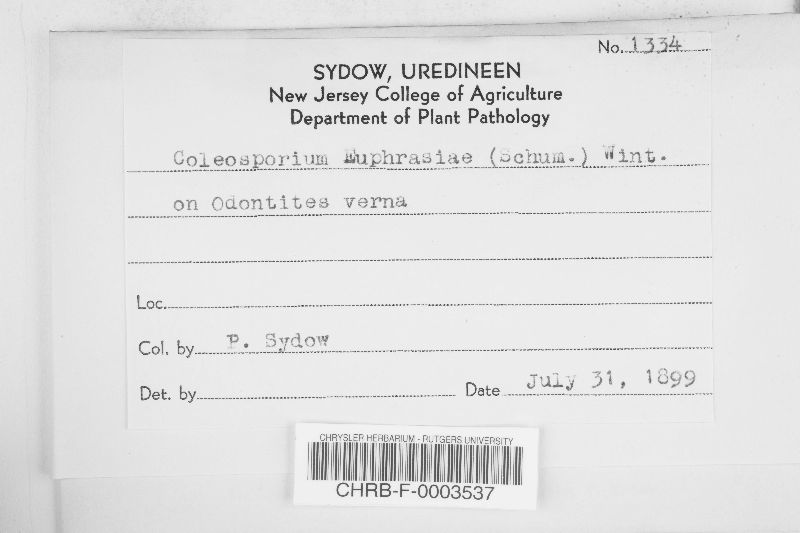 No. 1334
SYDOW, UREDINEEN
New Jersey College of Agriculture
Department of Plant Pathology
Coleosporium Euphrasiae (Schum.) Wint.
on Odontites verna
Loc.
Col. by P. Sydow
Det. by Date July 31, 1899
CHRYSLER HERBARIUM - RUTGERS UNIVERSITY
CHRB-F-0003537